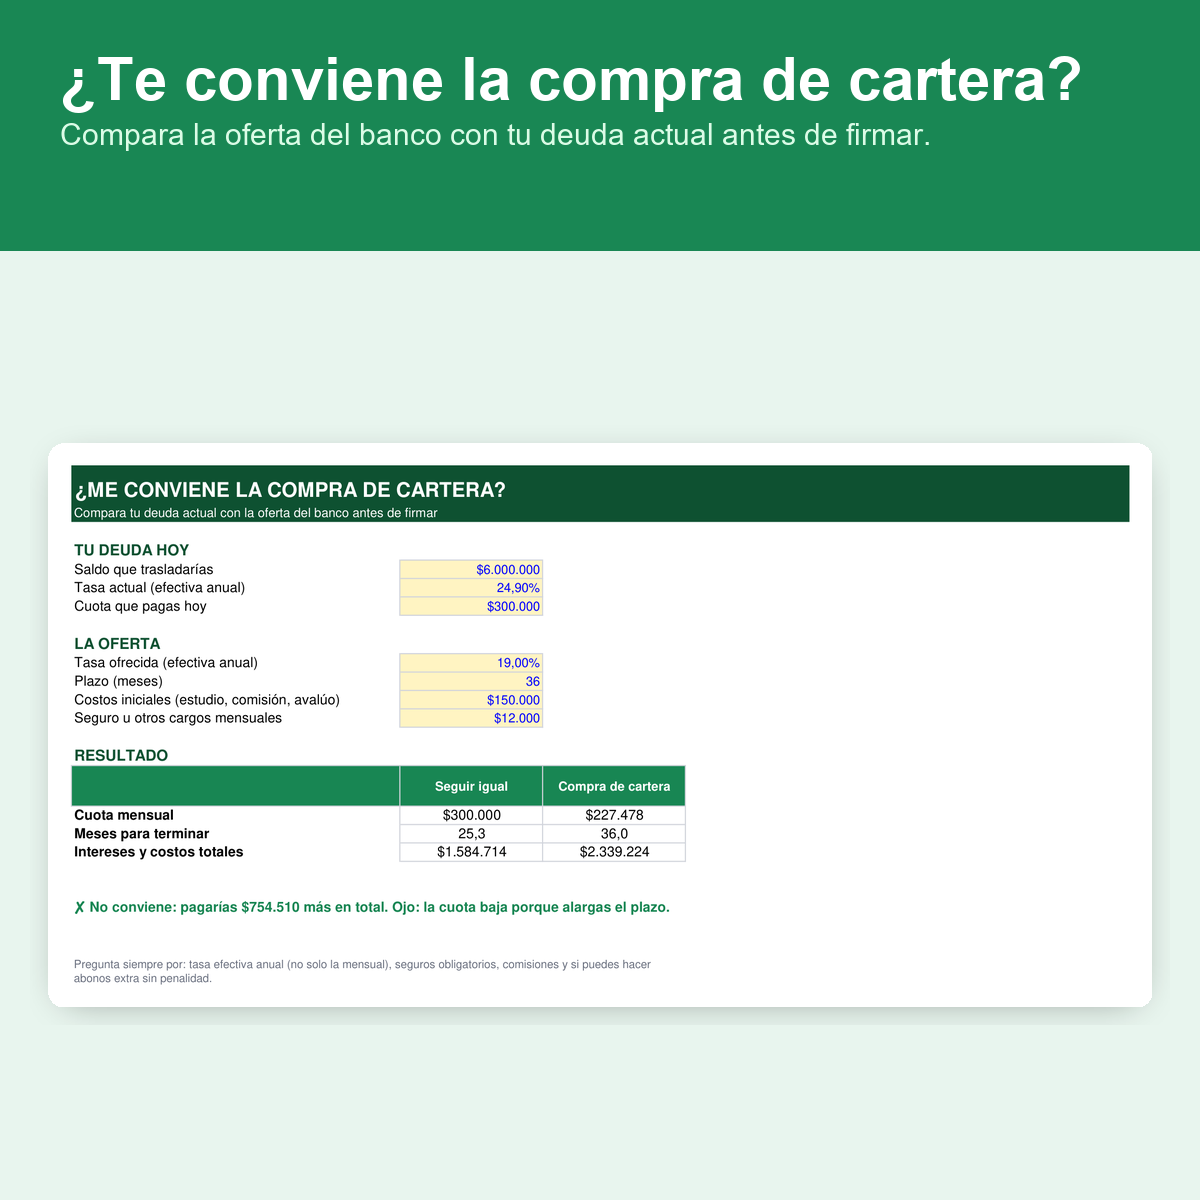 ¿Te conviene la compra de cartera?
Compara la oferta del banco con tu deuda actual antes de firmar.
¿ME CONVIENE LA COMPRA DE CARTERA?
Compara tu deuda actual con la oferta del banco antes de firmar
TU DEUDA HOY
Saldo que trasladarías $6.000.000
Tasa actual (efectiva anual) 24,90%
Cuota que pagas hoy $300.000
LA OFERTA
Tasa ofrecida (efectiva anual) 19,00%
Plazo (meses) 36
Costos iniciales (estudio, comisión, avalúo) $150.000
Seguro u otros cargos mensuales $12.000
RESULTADO
Seguir igual Compra de cartera
Cuota mensual $300.000 $227.478
Meses para terminar 25,3 36,0
Intereses y costos totales $1.584.714 $2.339.224
✗ No conviene: pagarías $754.510 más en total. Ojo: la cuota baja porque alargas el plazo.
Pregunta siempre por: tasa efectiva anual (no solo la mensual), seguros obligatorios, comisiones y si puedes hacer
abonos extra sin penalidad.